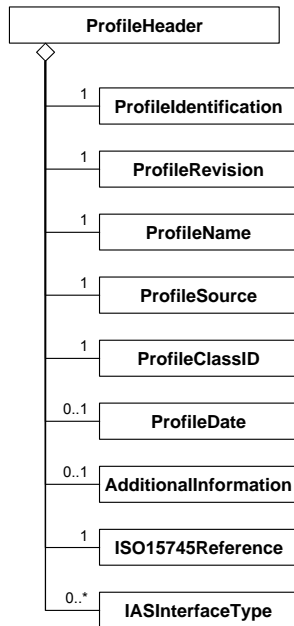 ProfileHeader
1
ProfileIdentification
1
ProfileRevision
1
ProfileName
1
ProfileSource
1
ProfileClassID
0..1
ProfileDate
0..1
AdditionalInformation
1
ISO15745Reference
0..*
IASInterfaceType